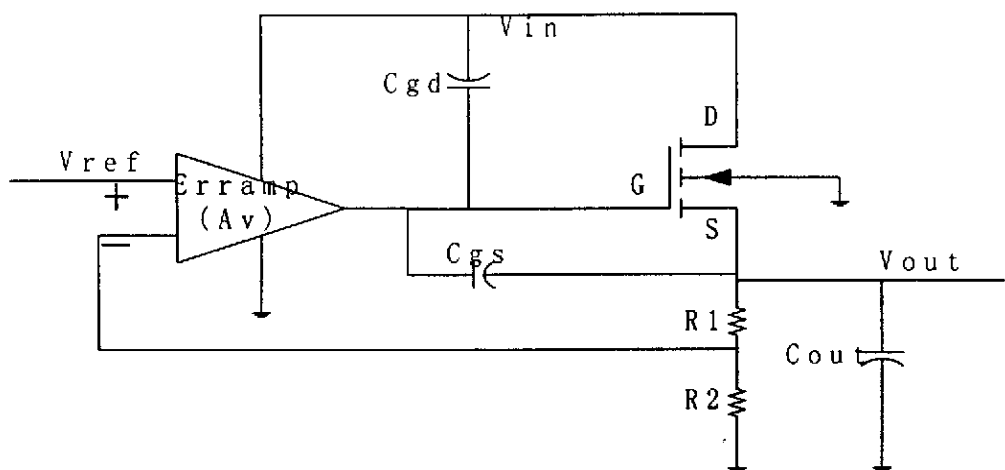 Vin
Cgd
D
Vref
+
Erramp
(Av)
G
−
S
Cgs
Vout
R1
Cout
R2